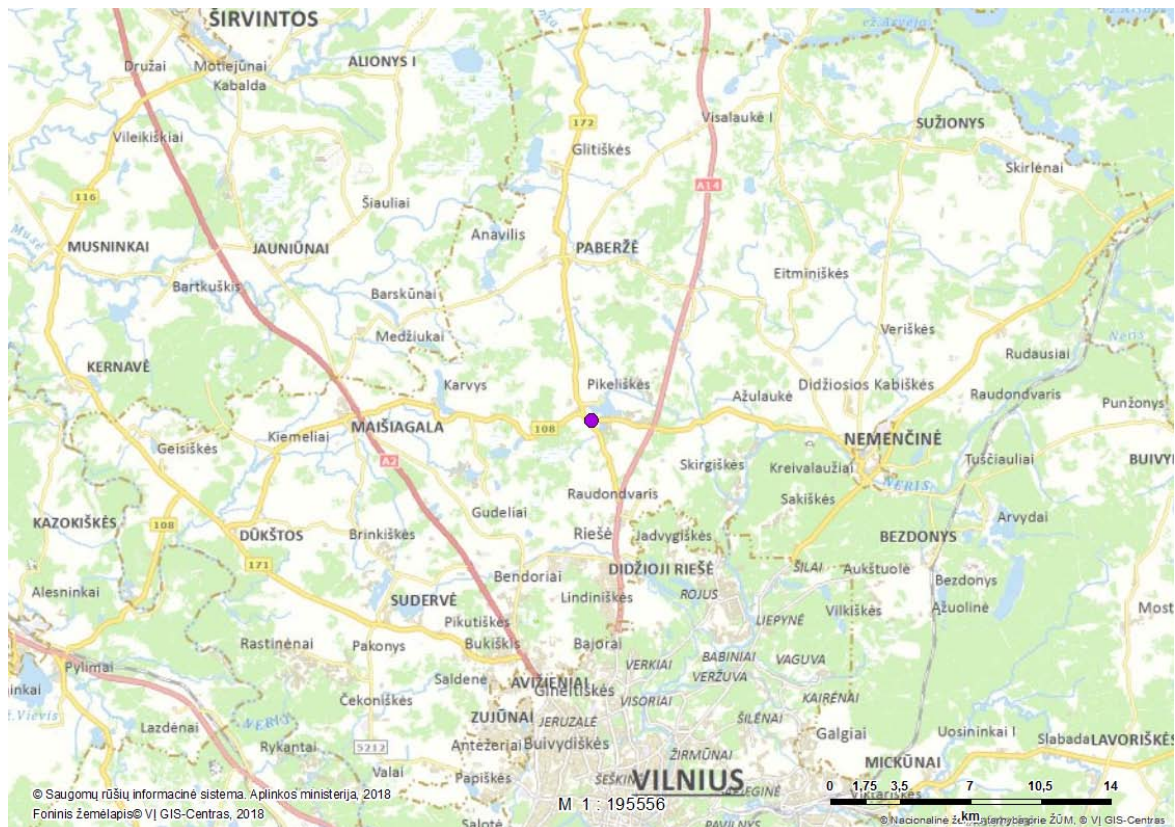 ŠIRVINTOS
Družai
Motiejūnai
Kabalda
ALIONYS I
172
Visalaukė I
SUŽIONYS
Vileikiškiai
Glitiškės
Skirlėnai
A14
116
Šiauliai
Anavilis
MUSNINKAI
JAUNIŪNAI
PABERŽĖ
Bartkuškis
Barskūnai
Eitminiškės
Medžiukai
Veriškės
Rudausiai
KERNAVĖ
Karvys
Pikeliškės
Ažulaukė
Didžiosios Kabiškės
Raudondvaris
Punžonys
MAIŠIAGALA
108
NEMENČINĖ
Geisiškės
Kiemeliai
A2
Skirgiškės
Kreivalaužiai
Tuščiauliai
NERIS
Raudondvaris
Sakiškės
Arvydai
KAZOKIŠKĖS
108
DŪKŠTOS
Gudeliai
Brinkiškės
Riešė
Jadvygiškės
BEZDONYS
171
Bendoriai
DIDŽIOJI RIEŠĖ
ŠILAI
Aukštuolė
Bezdonys
Alesninkai
SUDERVĖ
Lindiniškės
ROJUS
Vilkiškės
Ąžuolinė
Pikutiškės
LIEPYNĖ
Rastinėnai
Pakonys
Bukiškis
Bajorai
VERKIAI
BABINIAI
VAGUVA
Pylimai
Saldenė
AVIŽIENIAI
VERŽUVA
Gineitiškės
VISORIAI
KAIRĖNAI
Čekoniškės
ZUJŪNAI
JERUZALĖ
ŠILĖNAI
Lazdėnai
NERIS
Rykantai
5212
Antežeriai
Buivydiškės
ŽIRMŪNAI
Galgiai
Uosininkai I
Slabada
LAVORIŠKĖS
Valai
Papiškės
VILNIUS
MICKŪNAI
Salotė
PAVILNYS
© Saugomų rūšių informacinė sistema. Aplinkos ministerija, 2018
Foninis žemėlapis© VĮ GIS-Centras, 2018
M 1 : 195556
0 1,75 3,5 7 10,5 14
km